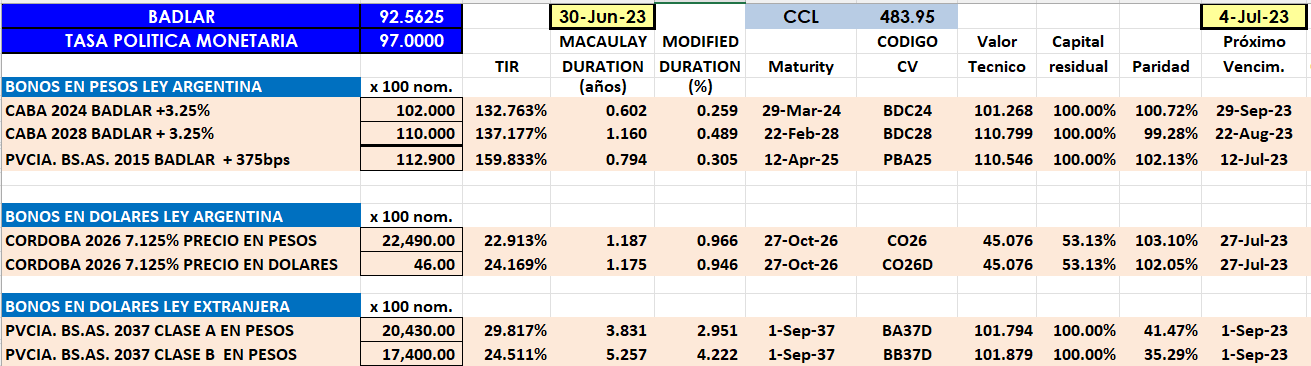 BADLAR 92.5625 30-Jun-23 CCL 483.95 4-Jul-23
TASA POLITICA MONETARIA 97.0000 MACAULAY MODIFIED CODIGO Valor Capital Próximo
TIR DURATION DURATION Maturity CV Tecnico residual Paridad Vencim.
BONOS EN PESOS LEY ARGENTINA x 100 nom. (años) (%)
CABA 2024 BADLAR +3.25% 102.000 132.763% 0.602 0.259 29-Mar-24 BDC24 101.268 100.00% 100.72% 29-Sep-23
CABA 2028 BADLAR + 3.25% 110.000 137.177% 1.160 0.489 22-Feb-28 BDC28 110.799 100.00% 99.28% 22-Aug-23
PVCIA. BS.AS. 2015 BADLAR + 375bps 112.900 159.833% 0.794 0.305 12-Apr-25 PBA25 110.546 100.00% 102.13% 12-Jul-23
BONOS EN DOLARES LEY ARGENTINA x 100 nom.
CORDOBA 2026 7.125% PRECIO EN PESOS 22,490.00 22.913% 1.187 0.966 27-Oct-26 CO26 45.076 53.13% 103.10% 27-Jul-23
CORDOBA 2026 7.125% PRECIO EN DOLARES 46.00 24.169% 1.175 0.946 27-Oct-26 CO26D 45.076 53.13% 102.05% 27-Jul-23
BONOS EN DOLARES LEY EXTRANJERA x 100 nom.
PVCIA. BS.AS. 2037 CLASE A EN PESOS 20,430.00 29.817% 3.831 2.951 1-Sep-37 BA37D 101.794 100.00% 41.47% 1-Sep-23
PVCIA. BS.AS. 2037 CLASE B EN PESOS 17,400.00 24.511% 5.257 4.222 1-Sep-37 BB37D 101.879 100.00% 35.29% 1-Sep-23